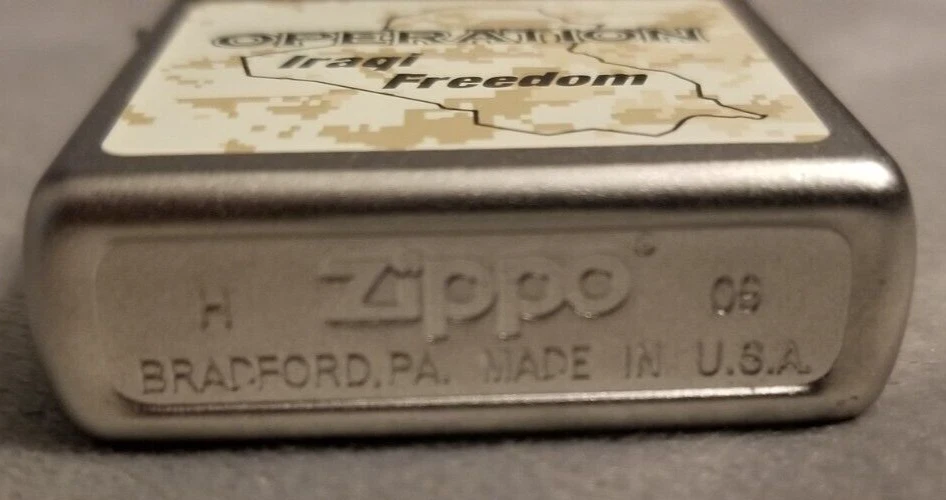 OPERATION
Iraqi
Freedom
H Zippo® 06
BRADFORD, PA. MADE IN U.S.A.